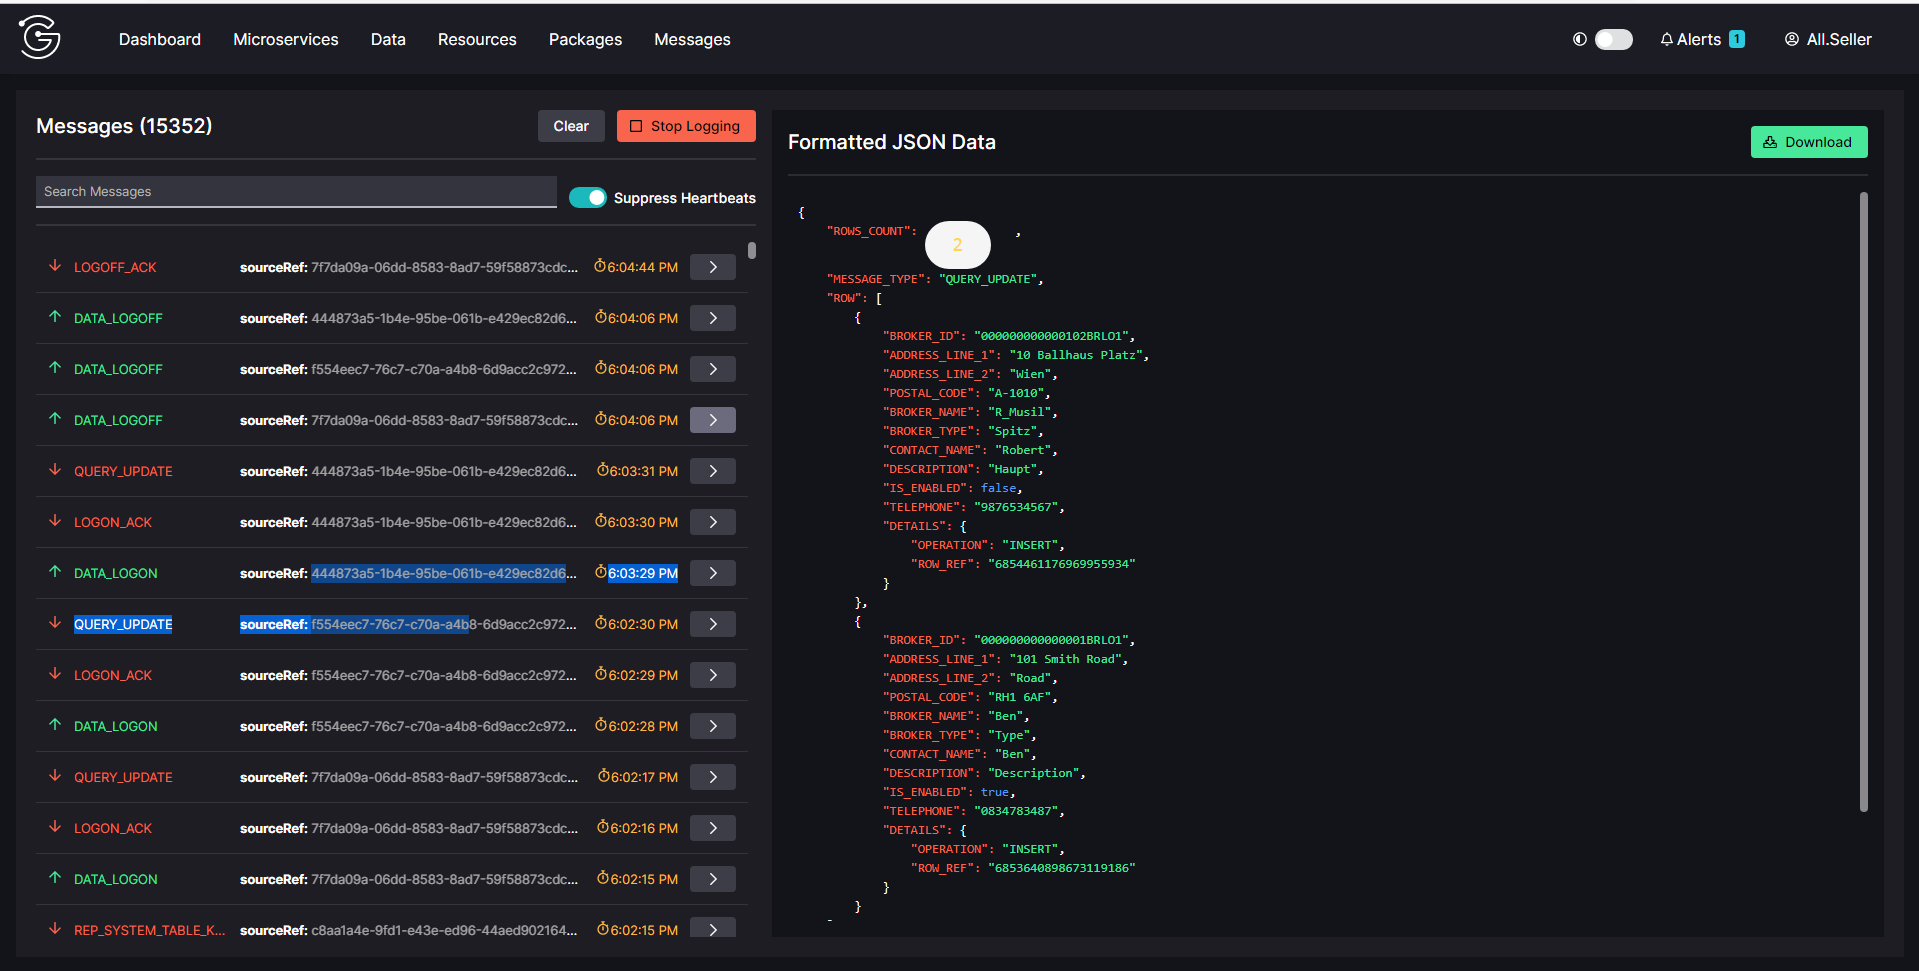 Dashboard Microservices Data Resources Packages Messages Alerts 1 All.Seller
Messages (15352) Clear Stop Logging
Search Messages Suppress Heartbeats
LOGOFF_ACK sourceRef: 7f7da09a-06dd-8583-8ad7-59f58873cdc... 6:04:44 PM
DATA_LOGOFF sourceRef: 444873a5-1b4e-95be-061b-e429ec82d6... 6:04:06 PM
DATA_LOGOFF sourceRef: f554eec7-76c7-c70a-a4b8-6d9acc2c972... 6:04:06 PM
DATA_LOGOFF sourceRef: 7f7da09a-06dd-8583-8ad7-59f58873cdc... 6:04:06 PM
QUERY_UPDATE sourceRef: 444873a5-1b4e-95be-061b-e429ec82d6... 6:03:31 PM
LOGON_ACK sourceRef: 444873a5-1b4e-95be-061b-e429ec82d6... 6:03:30 PM
DATA_LOGON sourceRef: 444873a5-1b4e-95be-061b-e429ec82d6... 6:03:29 PM
QUERY_UPDATE sourceRef: f554eec7-76c7-c70a-a4b8-6d9acc2c972... 6:02:30 PM
LOGON_ACK sourceRef: f554eec7-76c7-c70a-a4b8-6d9acc2c972... 6:02:29 PM
DATA_LOGON sourceRef: f554eec7-76c7-c70a-a4b8-6d9acc2c972... 6:02:28 PM
QUERY_UPDATE sourceRef: 7f7da09a-06dd-8583-8ad7-59f58873cdc... 6:02:17 PM
LOGON_ACK sourceRef: 7f7da09a-06dd-8583-8ad7-59f58873cdc... 6:02:16 PM
DATA_LOGON sourceRef: 7f7da09a-06dd-8583-8ad7-59f58873cdc... 6:02:15 PM
REP_SYSTEM_TABLE_K... sourceRef: c8aa1a4e-9fd1-e43e-ed96-44aed902164... 6:02:15 PM
Formatted JSON Data Download
{
"ROWS_COUNT": 2 ,
"MESSAGE_TYPE": "QUERY_UPDATE",
"ROW": [
{
"BROKER_ID": "000000000000102BRLO1",
"ADDRESS_LINE_1": "10 Ballhaus Platz",
"ADDRESS_LINE_2": "Wien",
"POSTAL_CODE": "A-1010",
"BROKER_NAME": "R_Musil",
"BROKER_TYPE": "Spitz",
"CONTACT_NAME": "Robert",
"DESCRIPTION": "Haupt",
"IS_ENABLED": false,
"TELEPHONE": "9876534567",
"DETAILS": {
"OPERATION": "INSERT",
"ROW_REF": "6854461176969955934"
}
},
{
"BROKER_ID": "000000000000001BRLO1",
"ADDRESS_LINE_1": "101 Smith Road",
"ADDRESS_LINE_2": "Road",
"POSTAL_CODE": "RH1 6AF",
"BROKER_NAME": "Ben",
"BROKER_TYPE": "Type",
"CONTACT_NAME": "Ben",
"DESCRIPTION": "Description",
"IS_ENABLED": true,
"TELEPHONE": "0834783487",
"DETAILS": {
"OPERATION": "INSERT",
"ROW_REF": "6853640898673119186"
}
}